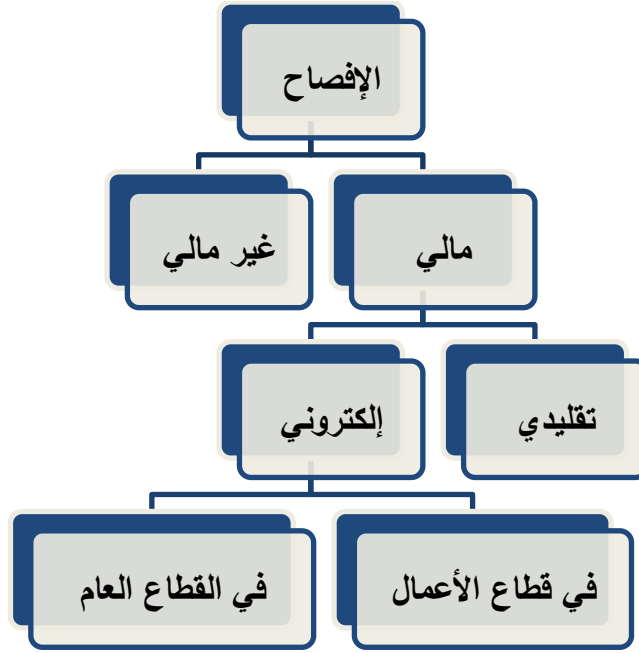 الإفصاح
مالي
غير مالي
تقليدي
إلكتروني
في قطاع الأعمال
في القطاع العام